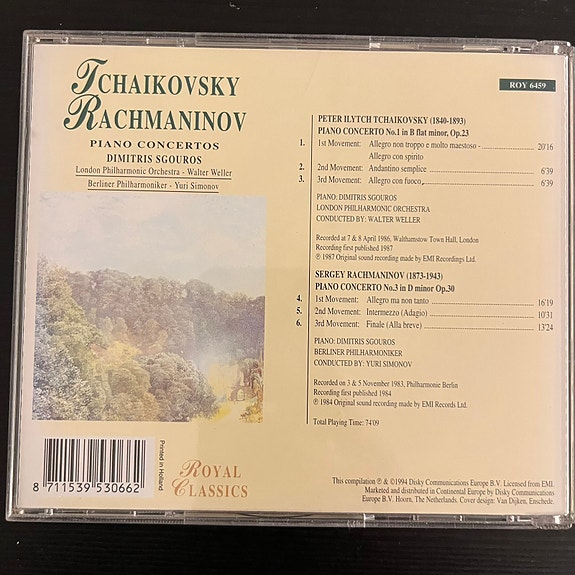 TCHAIKOVSKY
RACHMANINOV
PIANO CONCERTOS
DIMITRIS SGOUROS
London Philharmonic Orchestra - Walter Weller
Berliner Philharmoniker - Yuri Simonov
ROY 6459
PETER ILYTCH TCHAIKOVSKY (1840-1893)
PIANO CONCERTO No.1 in B flat minor, Op.23
1. 1st Movement: Allegro non troppo e molto maestoso - 20'16
Allegro con spirito
2. 2nd Movement: Andantino semplice 6'39
3. 3rd Movement: Allegro con fuoco, 6'39
PIANO: DIMITRIS SGOUROS
LONDON PHILHARMONIC ORCHESTRA
CONDUCTED BY: WALTER WELLER
Recorded at 7 & 8 April 1986, Walthamstow Town Hall, London
Recording first published 1987
℗ 1987 Original sound recording made by EMI Recordings Ltd.
SERGEY RACHMANINOV (1873-1943)
PIANO CONCERTO No.3 in D minor Op.30
4. 1st Movement: Allegro ma non tanto 16'19
5. 2nd Movement: Intermezzo (Adagio) 10'31
6. 3rd Movement: Finale (Alla breve) 13'24
PIANO: DIMITRIS SGOUROS
BERLINER PHILHARMONIKER
CONDUCTED BY: YURI SIMONOV
Recorded on 3 & 5 November 1983, Philharmonie Berlin
Recording first published 1984
℗ 1984 Original sound recording made by EMI Records Ltd.
Total Playing Time: 74'09
8 711539 530662
Printed in Holland
ROYAL
CLASSICS
This compilation ℗ & ©1994 Disky Communications Europe B.V. Licensed from EMI.
Marketed and distributed in Continental Europe by Disky Communications
Europe B.V. Hoorn, The Netherlands. Cover design: Van Dijken, Enschede.